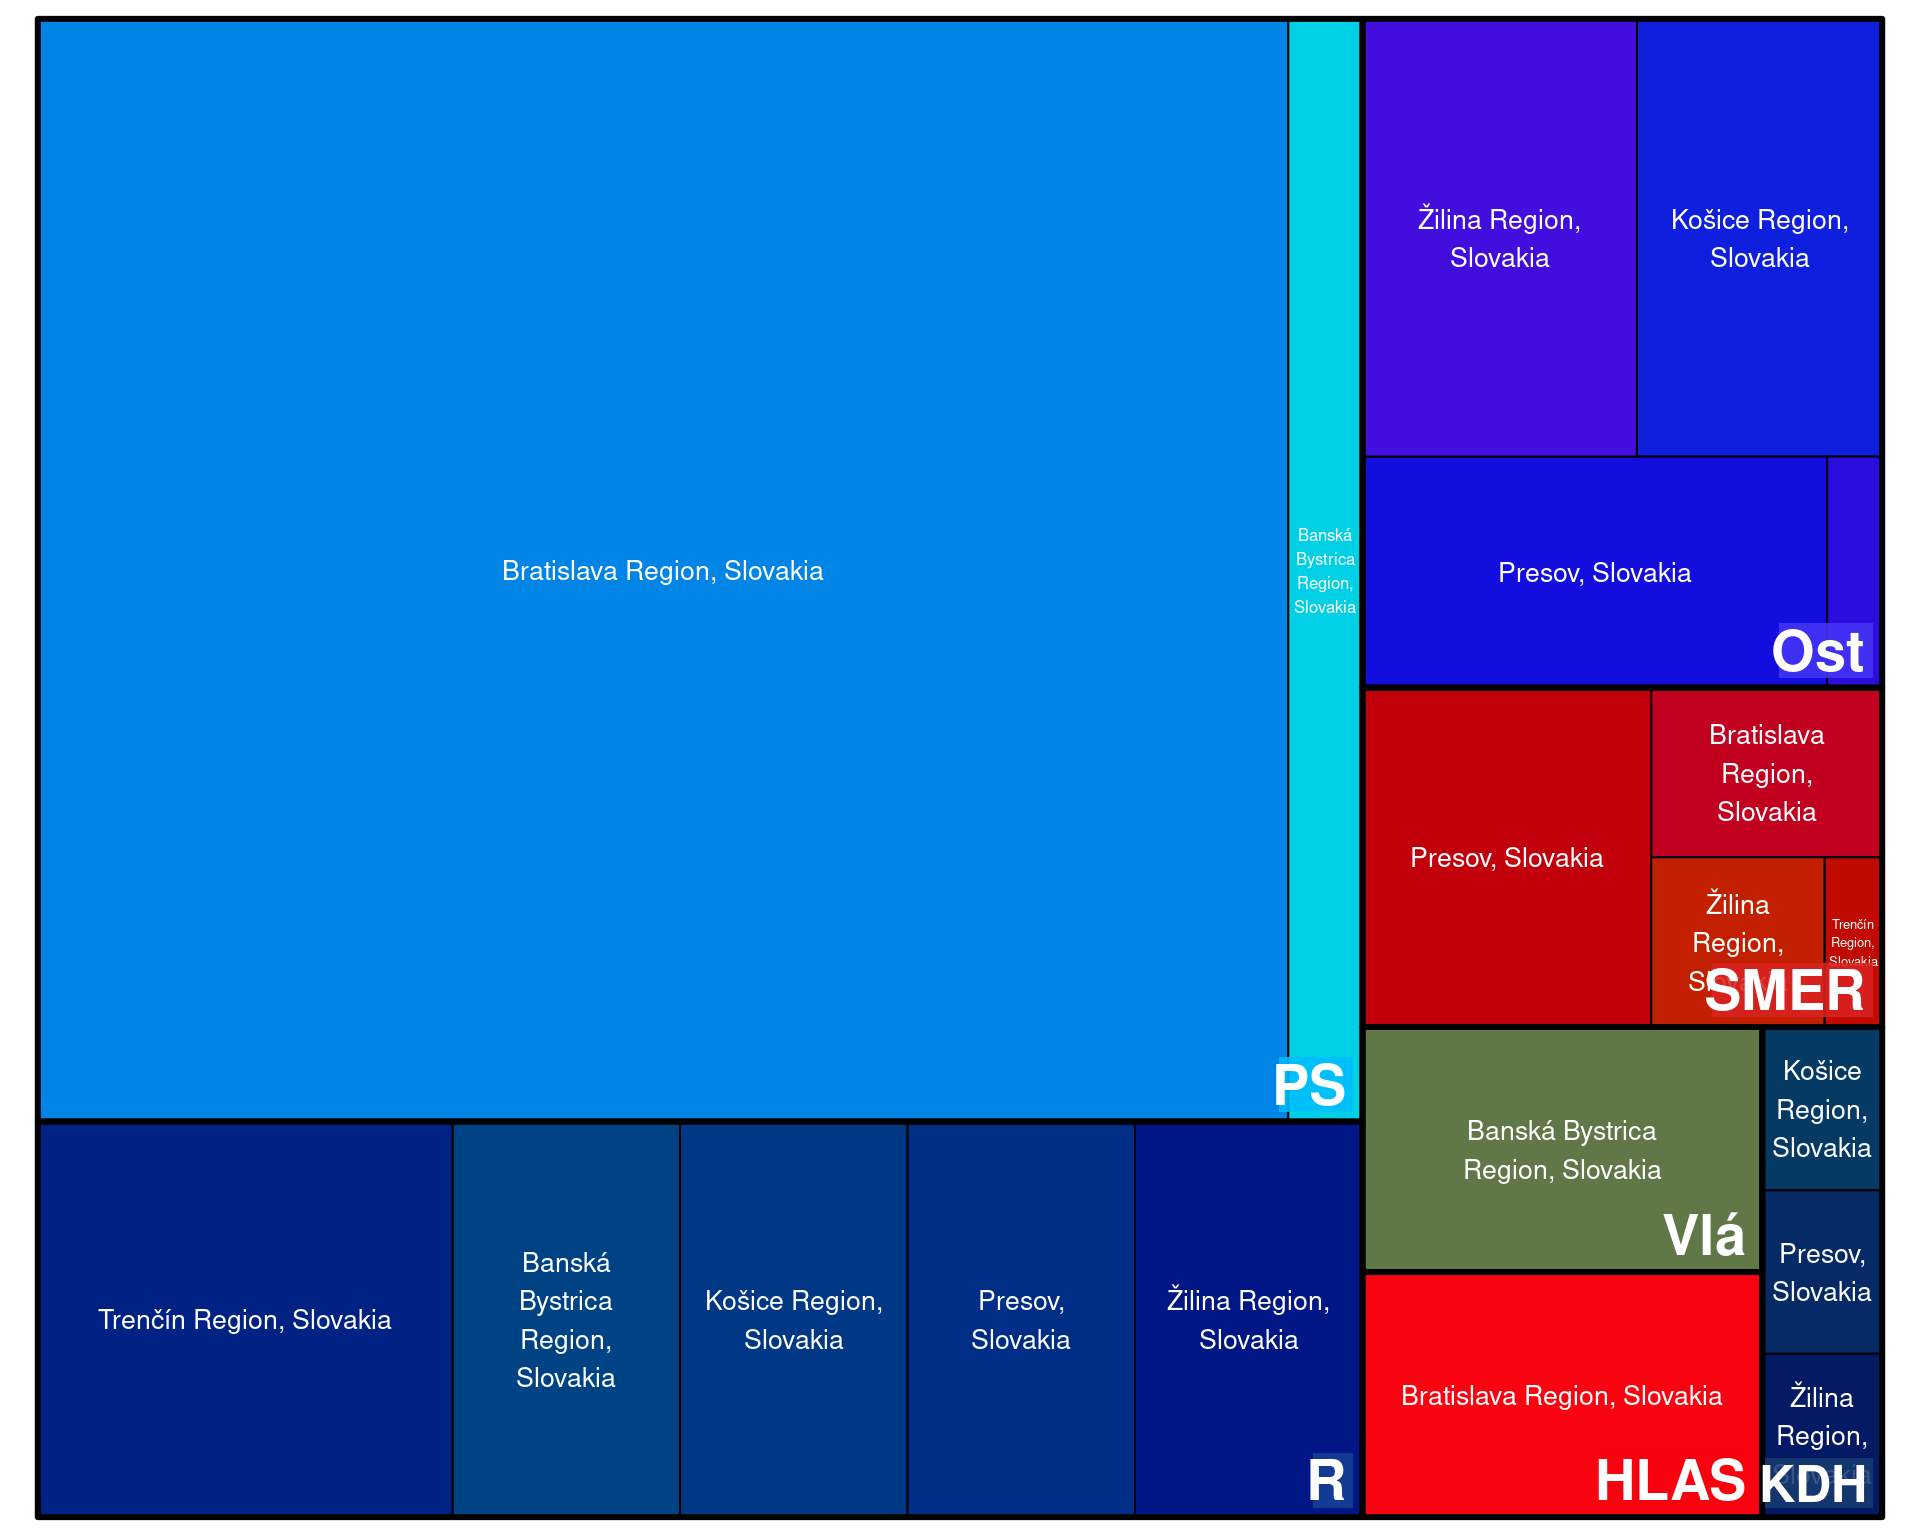 Bratislava Region, Slovakia
Banská
Bystrica
Region,
Slovakia
PS
Žilina Region,
Slovakia
Košice Region,
Slovakia
Presov, Slovakia
Ost
Presov, Slovakia
Bratislava
Region,
Slovakia
Žilina
Region,
Trenčín
Region,
Slovakia
SMER
Banská Bystrica
Region, Slovakia
Vlá
Košice
Region,
Slovakia
Presov,
Slovakia
Žilina
Region,
Slovakia
KDH
Bratislava Region, Slovakia
HLAS
Trenčín Region, Slovakia
Banská
Bystrica
Region,
Slovakia
Košice Region,
Slovakia
Presov,
Slovakia
Žilina Region,
Slovakia
R